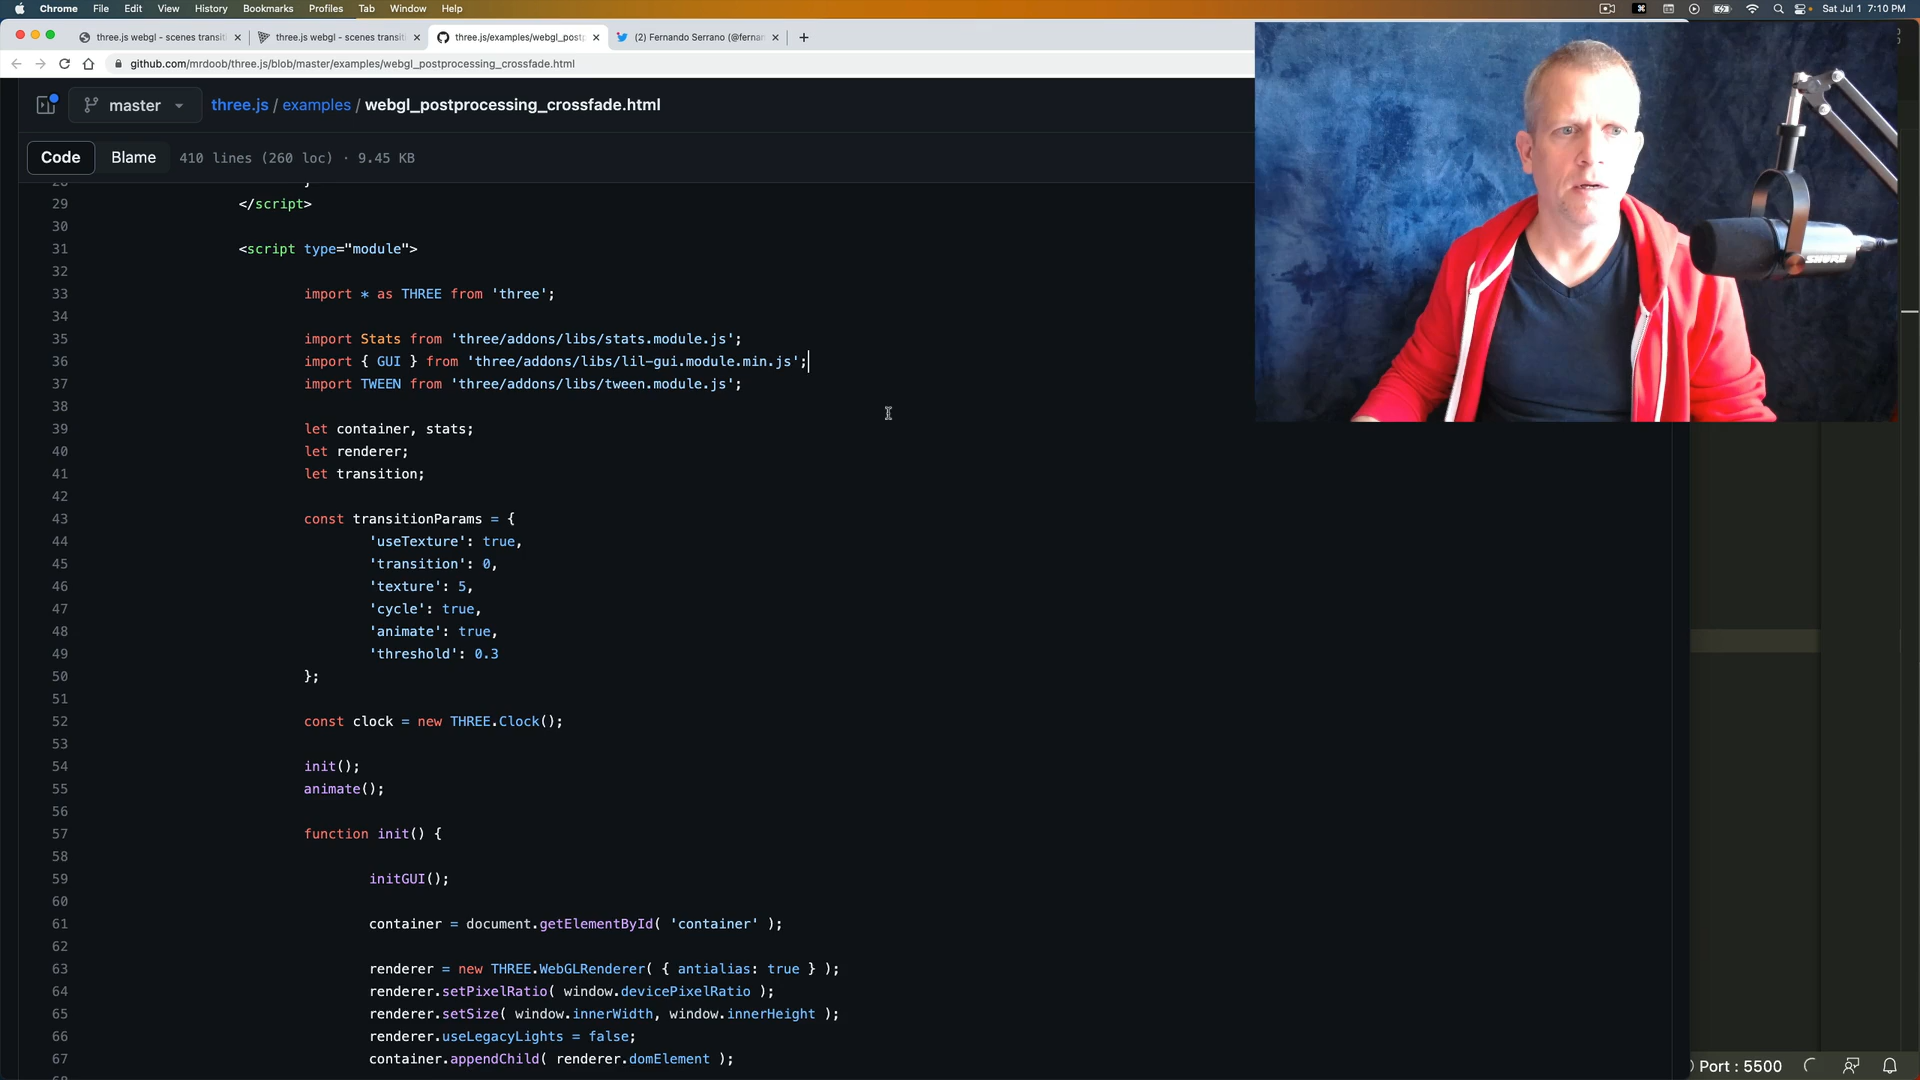 Chrome File Edit View History Bookmarks Profiles Tab Window Help Sat Jul 1 7:10 PM
three.js webgl - scenes transiti three.js webgl - scenes transiti three.js/examples/webgl_post (2) Fernando Serrano (@fernan
github.com/mrdoob/three.js/blob/master/examples/webgl_postprocessing_crossfade.html
master three.js / examples / webgl_postprocessing_crossfade.html
Code Blame 410 lines (260 loc) · 9.45 KB
29 </script>
30
31 <script type="module">
32
33 import * as THREE from 'three';
34
35 import Stats from 'three/addons/libs/stats.module.js';
36 import { GUI } from 'three/addons/libs/lil-gui.module.min.js';
37 import TWEEN from 'three/addons/libs/tween.module.js';
38
39 let container, stats;
40 let renderer;
41 let transition;
42
43 const transitionParams = {
44 'useTexture': true,
45 'transition': 0,
46 'texture': 5,
47 'cycle': true,
48 'animate': true,
49 'threshold': 0.3
50 };
51
52 const clock = new THREE.Clock();
53
54 init();
55 animate();
56
57 function init() {
58
59 initGUI();
60
61 container = document.getElementById( 'container' );
62
63 renderer = new THREE.WebGLRenderer( { antialias: true } );
64 renderer.setPixelRatio( window.devicePixelRatio );
65 renderer.setSize( window.innerWidth, window.innerHeight );
66 renderer.useLegacyLights = false;
67 container.appendChild( renderer.domElement );
SHURE
Port : 5500